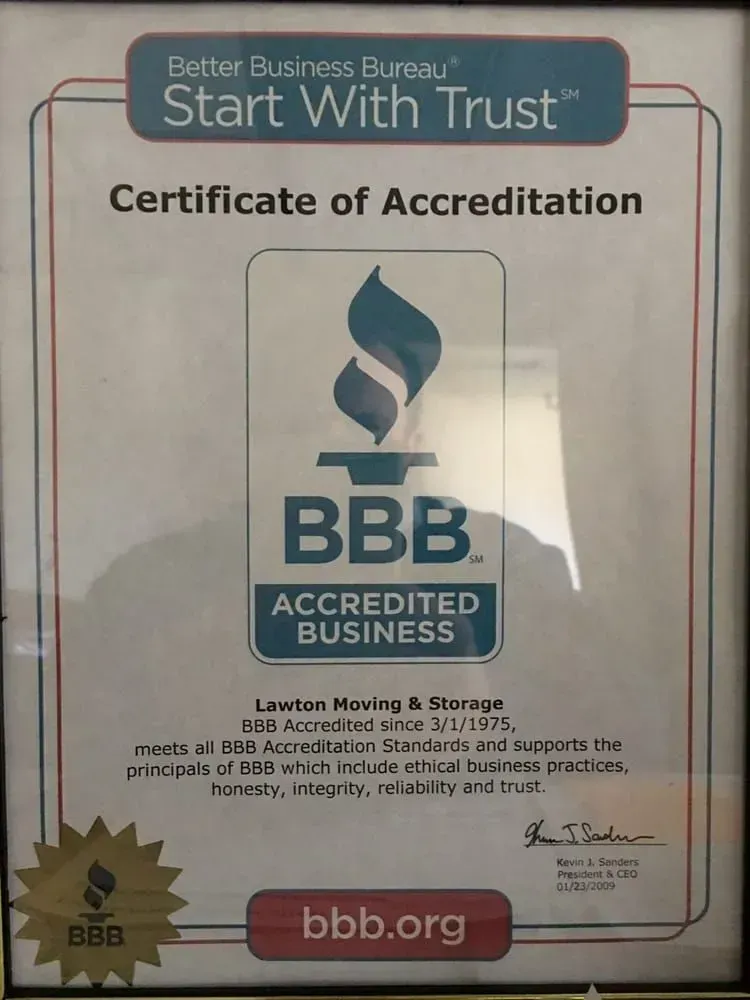 Better Business Bureau®
Start With Trust℠
Certificate of Accreditation
BBB℠
ACCREDITED
BUSINESS
Lawton Moving & Storage
BBB Accredited since 3/1/1975,
meets all BBB Accreditation Standards and supports the
principals of BBB which include ethical business practices,
honesty, integrity, reliability and trust.
Kevin J. Sanders
President & CEO
01/23/2009
BBB
bbb.org